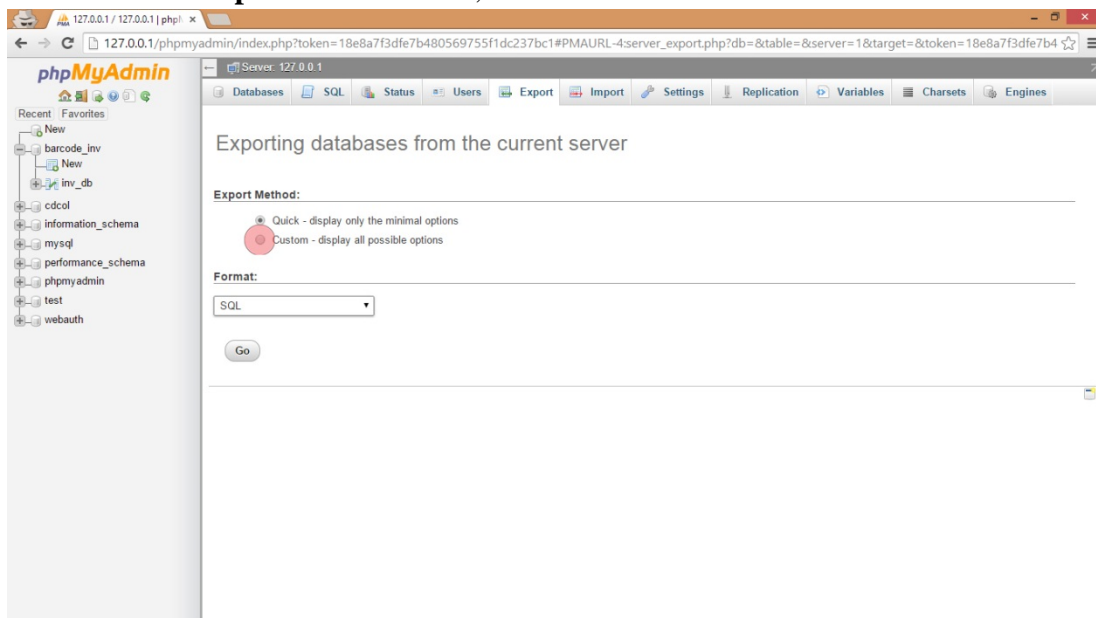 127.0.0.1 / 127.0.0.1 | phpM
127.0.0.1/phpmyadmin/index.php?token=18e8a7f3dfe7b480569755f1dc237bc1#PMAURL-4:server_export.php?db=&table=&server=1&target=&token=18e8a7f3dfe7b4
phpMyAdmin
Recent Favorites
New
barcode_inv
New
inv_db
cdcol
information_schema
mysql
performance_schema
phpmyadmin
test
webauth
Server: 127.0.0.1
Databases SQL Status Users Export Import Settings Replication Variables Charsets Engines
Exporting databases from the current server
Export Method:
Quick - display only the minimal options
Custom - display all possible options
Format:
SQL
Go